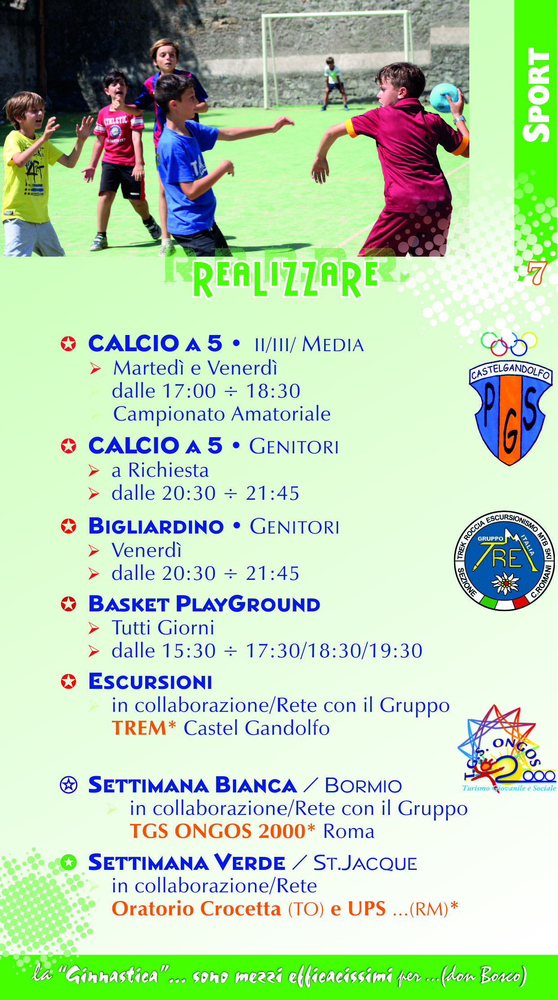 SPORT
ATHLETIC
DEPARTMENT
R.R.R.R.R.
REALIZZARE
7
CALCIO A 5 • II/III/ MEDIA
Martedì e Venerdì
dalle 17:00 ÷ 18:30
Campionato Amatoriale
CASTELGANDOLFO
PGS
CALCIO A 5 • GENITORI
a Richiesta
dalle 20:30 ÷ 21:45
BIGLIARDINO • GENITORI
Venerdì
dalle 20:30 ÷ 21:45
TREK ROCCIA ESCURSIONISMO MTB SKI
GRUPPO
ITALIA
TREM
SEZIONE
C.ROMANI
BASKET PLAYGROUND
Tutti Giorni
dalle 15:30 ÷ 17:30/18:30/19:30
ESCURSIONI
in collaborazione/Rete con il Gruppo
TREM* Castel Gandolfo
T.G.S. ONGOS
2000
Turismo Giovanile e Sociale
SETTIMANA BIANCA / BORMIO
in collaborazione/Rete con il Gruppo
TGS ONGOS 2000* Roma
SETTIMANA VERDE / ST.JACQUE
in collaborazione/Rete
Oratorio Crocetta (TO) e UPS ...(RM)*
la "Ginnastica"... sono mezzi efficacissimi per ...(don Bosco)